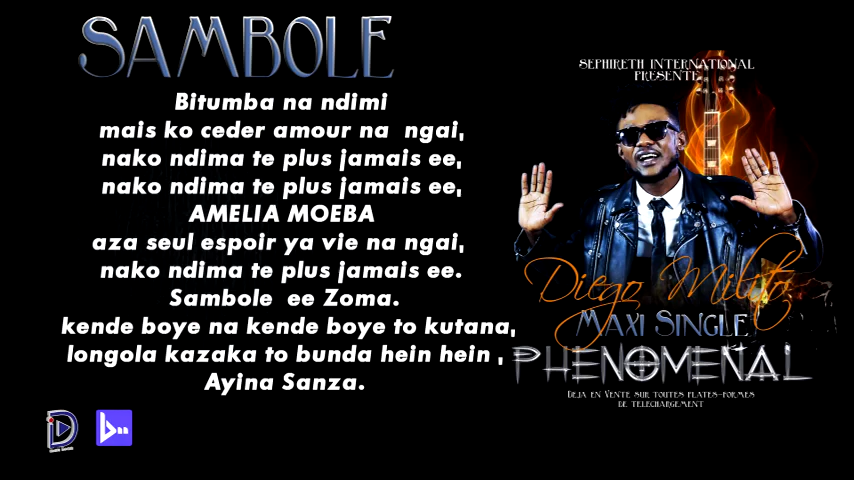 SAMBOLE
Bitumba na ndimi
mais ko ceder amour na ngai,
nako ndima te plus jamais ee,
nako ndima te plus jamais ee,
AMELIA MOEBA
aza seul espoir ya vie na ngai,
nako ndima te plus jamais ee.
Sambole ee Zoma.
kende boye na kende boye to kutana,
longola kazaka to bunda hein hein ,
Ayina Sanza.
SEPHIRETH INTERNATIONAL
PRESENTE
Diego Milito
MAXI SINGLE
PHENOMENAL
DEJA EN VENTE SUR TOUTES PLATES-FORMES
DE TELECHARGEMENT